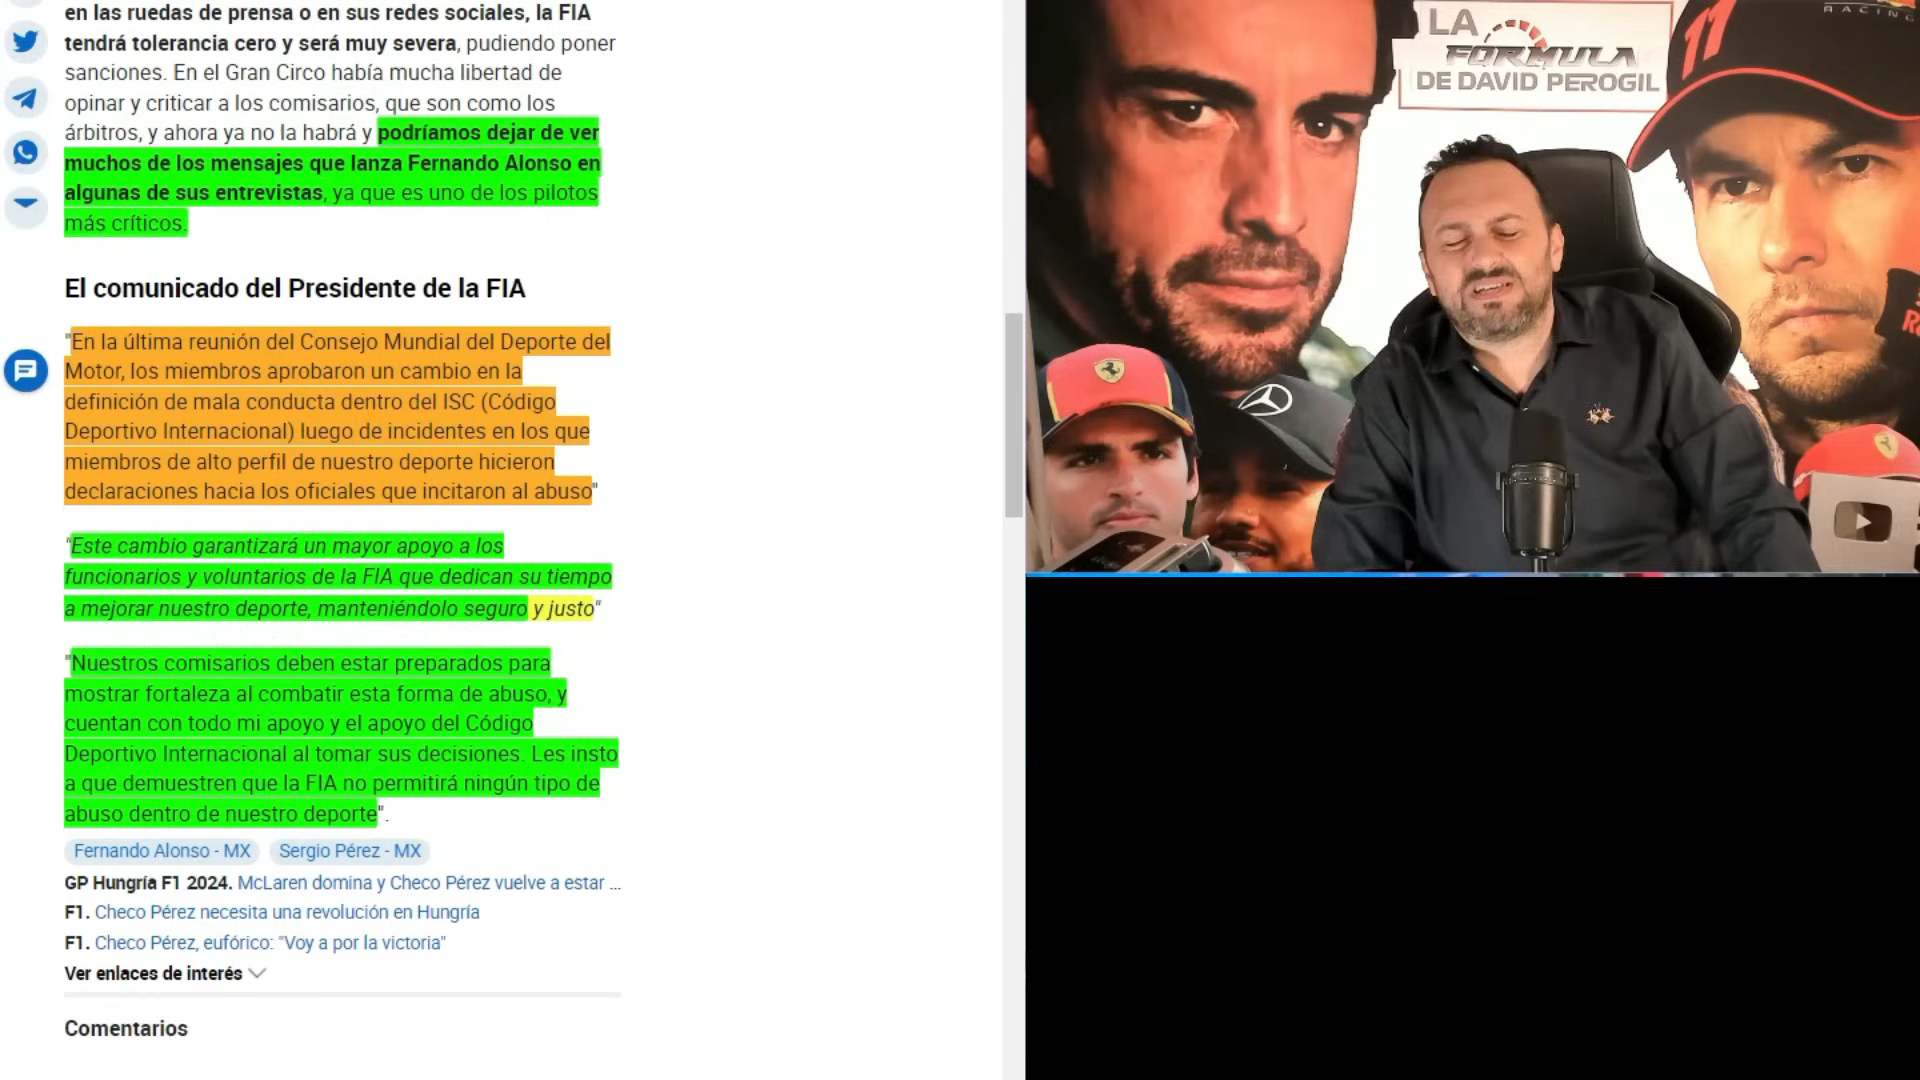 en las ruedas de prensa o en sus redes sociales, la FIA
tendrá tolerancia cero y será muy severa, pudiendo poner
sanciones. En el Gran Circo había mucha libertad de
opinar y criticar a los comisarios, que son como los
árbitros, y ahora ya no la habrá y podríamos dejar de ver
muchos de los mensajes que lanza Fernando Alonso en
algunas de sus entrevistas, ya que es uno de los pilotos
más críticos.
El comunicado del Presidente de la FIA
"En la última reunión del Consejo Mundial del Deporte del
Motor, los miembros aprobaron un cambio en la
definición de mala conducta dentro del ISC (Código
Deportivo Internacional) luego de incidentes en los que
miembros de alto perfil de nuestro deporte hicieron
declaraciones hacia los oficiales que incitaron al abuso"
"Este cambio garantizará un mayor apoyo a los
funcionarios y voluntarios de la FIA que dedican su tiempo
a mejorar nuestro deporte, manteniéndolo seguro y justo"
"Nuestros comisarios deben estar preparados para
mostrar fortaleza al combatir esta forma de abuso, y
cuentan con todo mi apoyo y el apoyo del Código
Deportivo Internacional al tomar sus decisiones. Les insto
a que demuestren que la FIA no permitirá ningún tipo de
abuso dentro de nuestro deporte".
Fernando Alonso - MX Sergio Pérez - MX
GP Hungría F1 2024. McLaren domina y Checo Pérez vuelve a estar ...
F1. Checo Pérez necesita una revolución en Hungría
F1. Checo Pérez, eufórico: "Voy a por la victoria"
Ver enlaces de interés
Comentarios
LA
FORMULA
DE DAVID PEROGIL
11
RACING